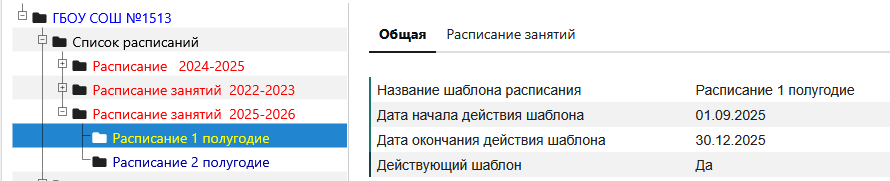 ГБОУ СОШ №1513
Список расписаний
Расписание 2024-2025
Расписание занятий 2022-2023
Расписание занятий 2025-2026
Расписание 1 полугодие
Расписание 2 полугодие
Общая Расписание занятий
Название шаблона расписания Расписание 1 полугодие
Дата начала действия шаблона 01.09.2025
Дата окончания действия шаблона 30.12.2025
Действующий шаблон Да